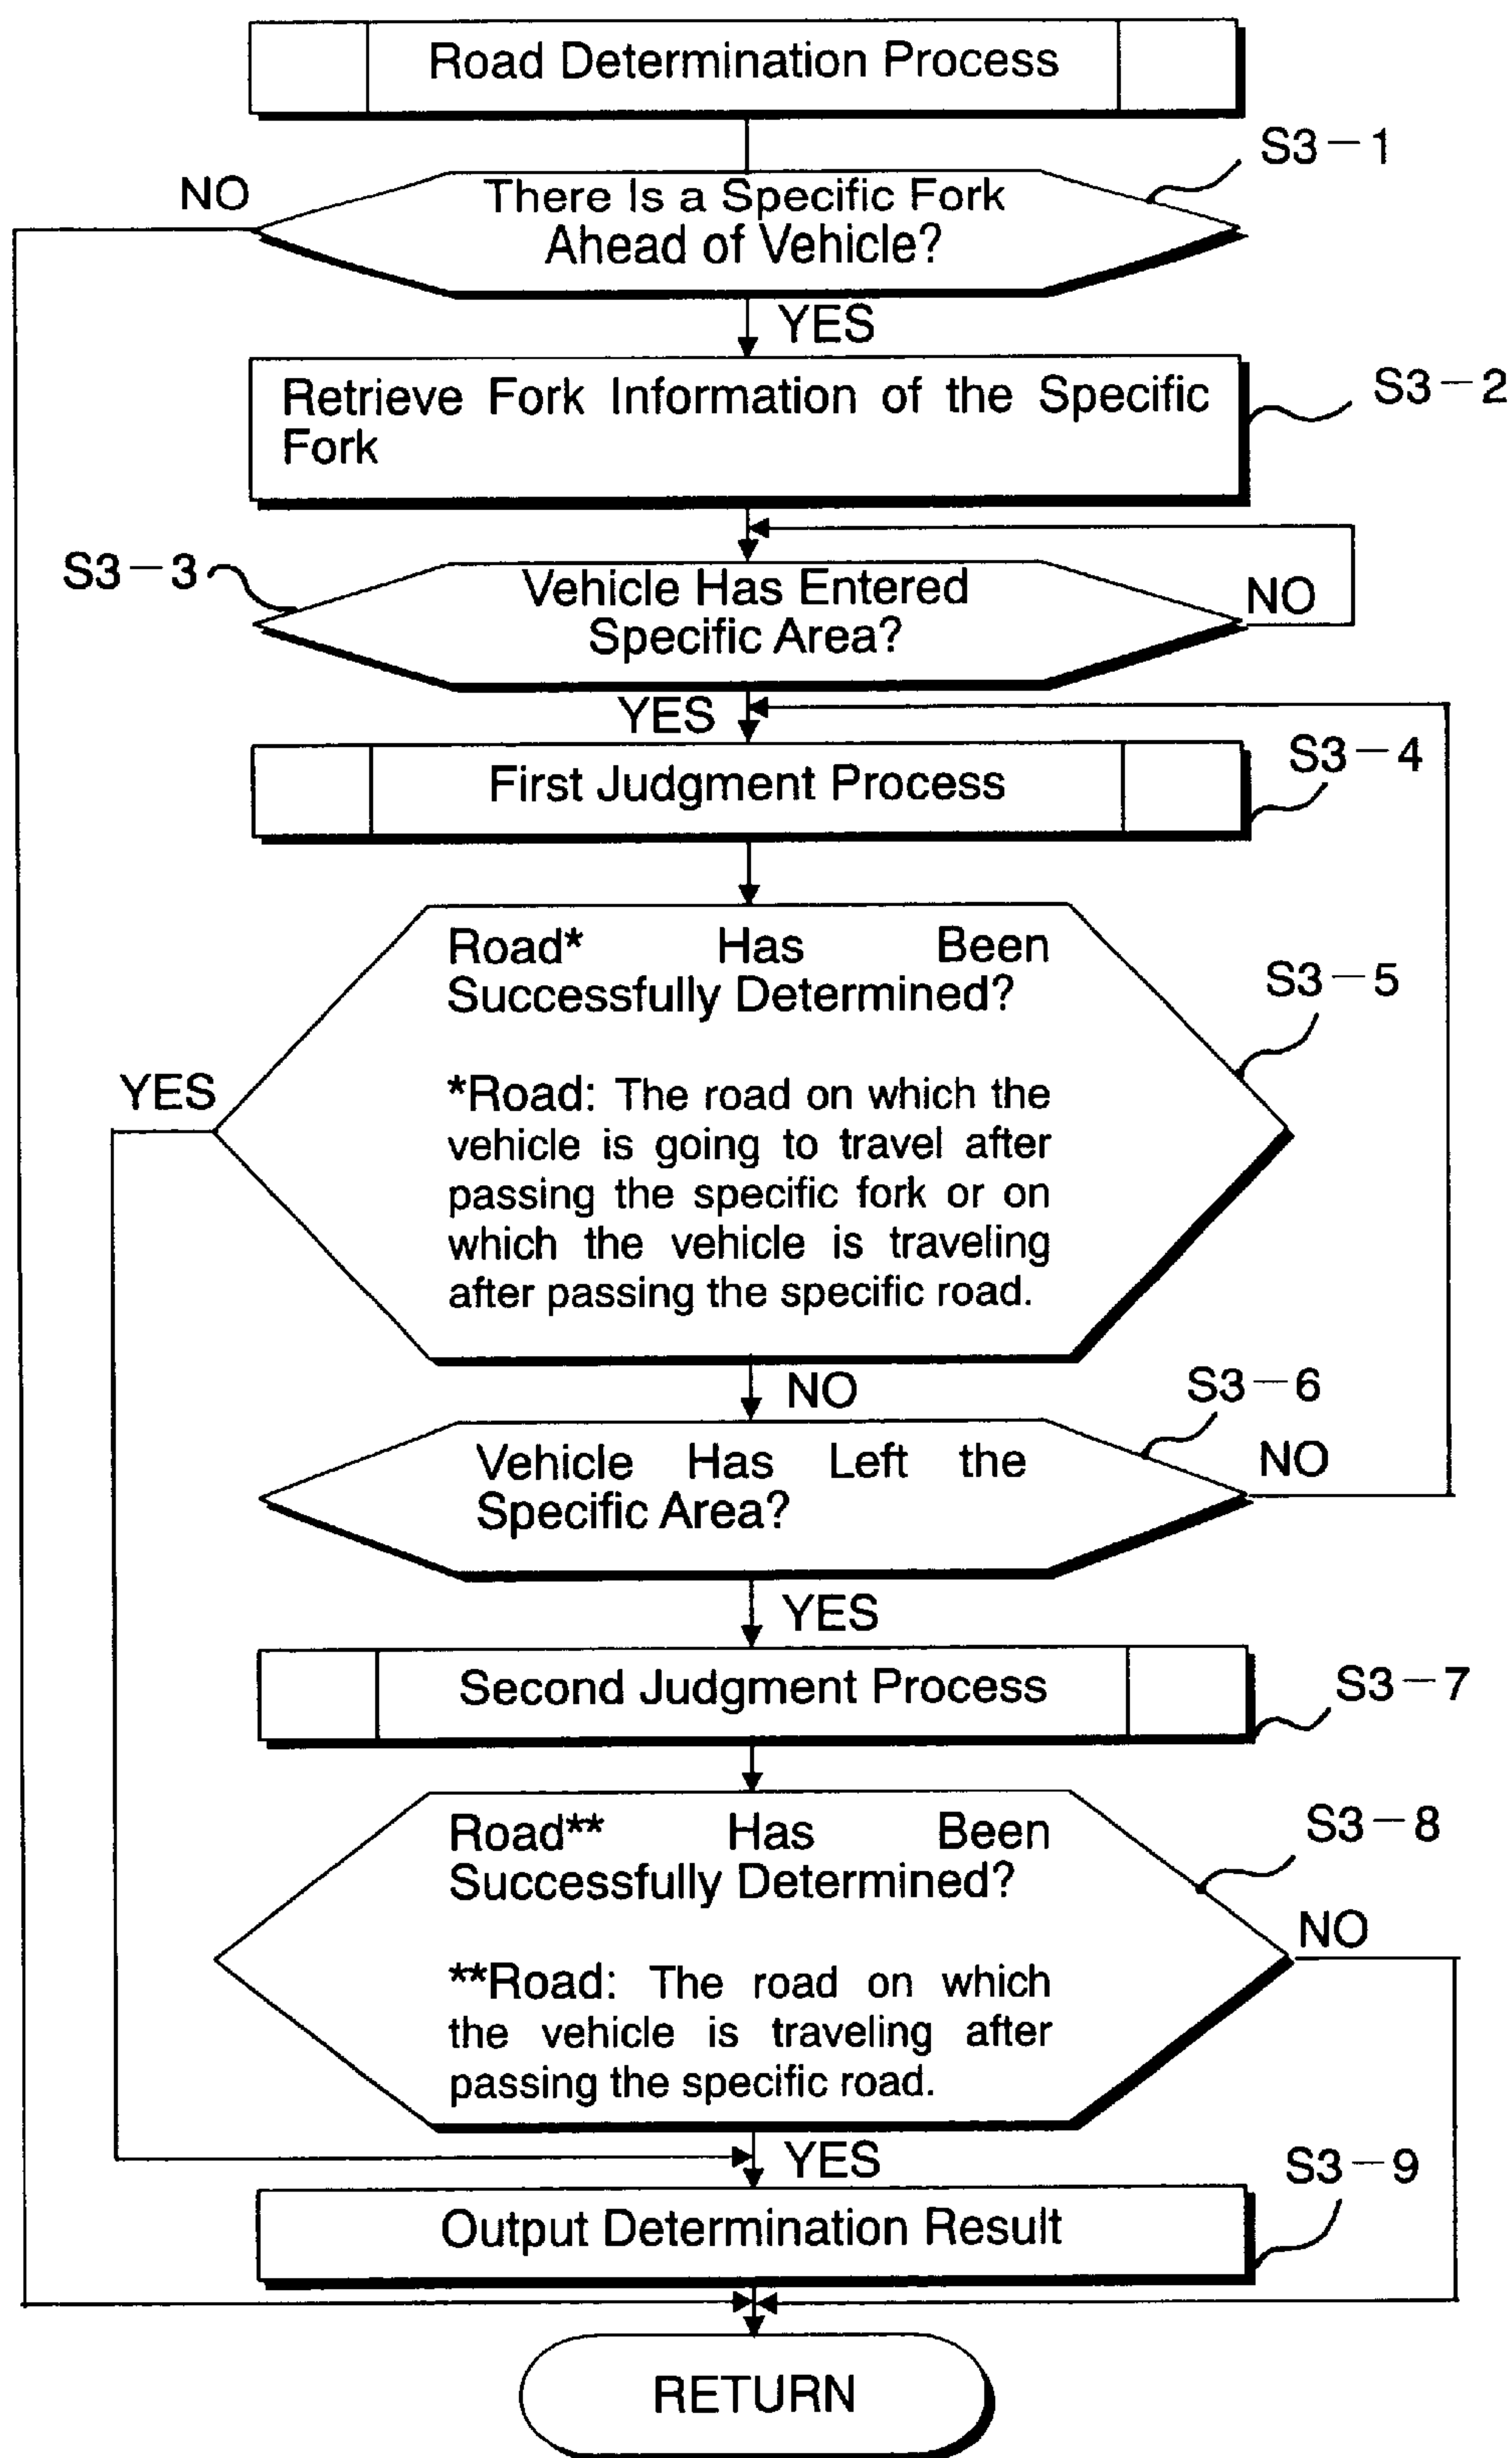 Road Determination Process
S3-1
NO
There Is a Specific Fork
Ahead of Vehicle?
YES
Retrieve Fork Information of the Specific
Fork
S3-2
S3-3
Vehicle Has Entered
Specific Area?
NO
YES
First Judgment Process
S3-4
Road* Has Been
Successfully Determined?
S3-5
YES
*Road: The road on which the
vehicle is going to travel after
passing the specific fork or on
which the vehicle is traveling
after passing the specific road.
NO
S3-6
Vehicle Has Left the
Specific Area?
NO
YES
Second Judgment Process
S3-7
Road** Has Been
Successfully Determined?
S3-8
NO
**Road: The road on which
the vehicle is traveling after
passing the specific road.
YES
S3-9
Output Determination Result
RETURN